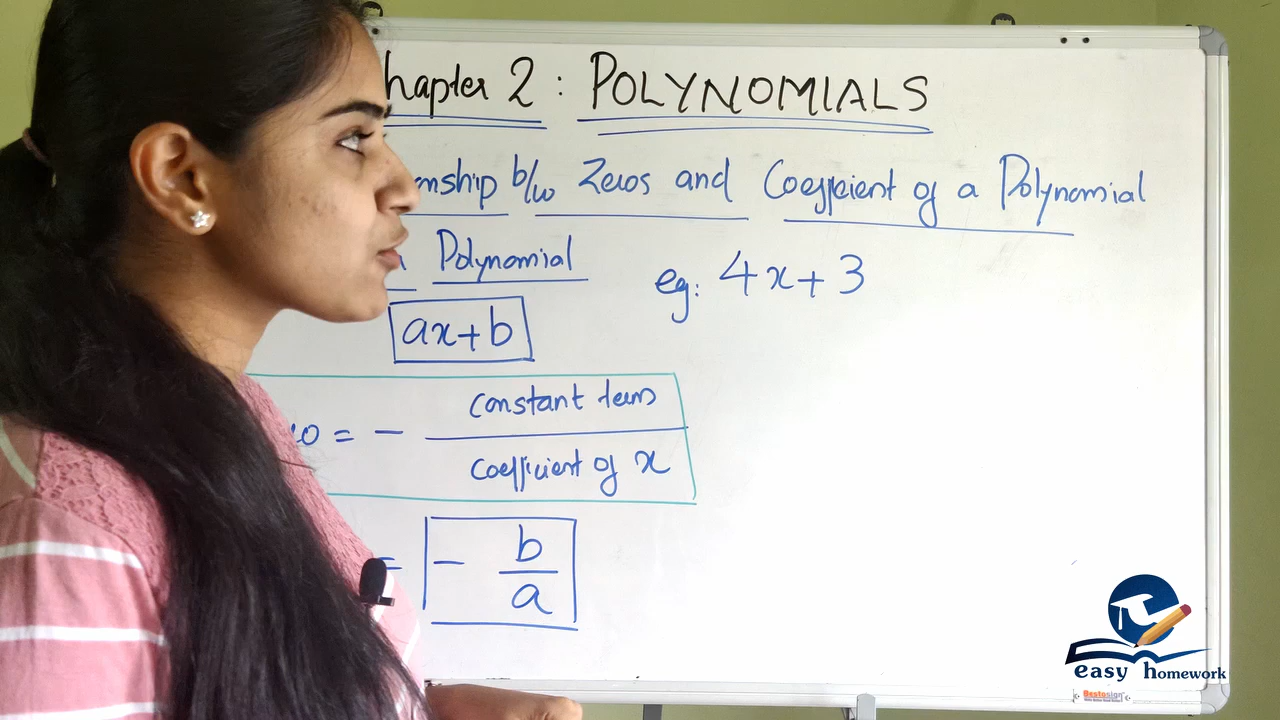 hapter 2 : POLYNOMIALS
onship b/w Zeros and Coefficient of a Polynomial
Polynomial
eg: 4x+3
ax+b
= - constant term
coefficient of x
= - b
a
easy homework